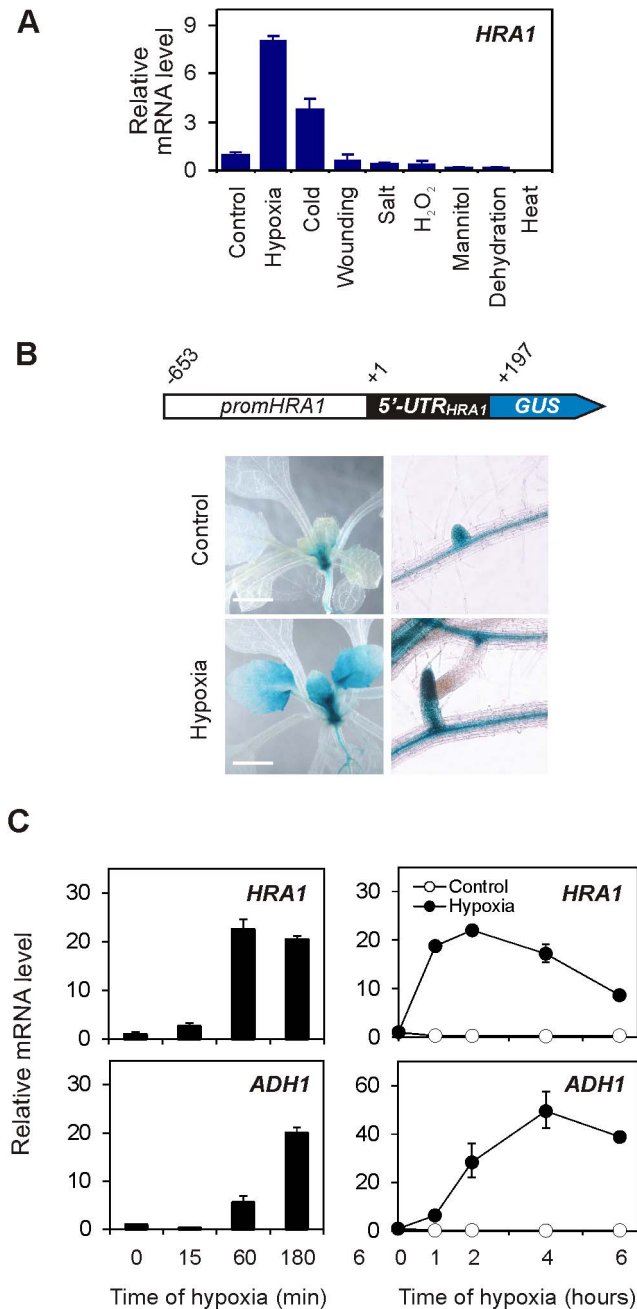 A
HRA1
Relative
mRNA level
9
6
3
0
Control
Hypoxia
Cold
Wounding
Salt
H₂O₂
Mannitol
Dehydration
Heat
B
-653
+1
+197
promHRA1
5’-UTR HRA1
GUS
Control
Hypoxia
C
Relative mRNA level
HRA1
30
20
10
0
Control
Hypoxia
HRA1
30
20
10
0
ADH1
30
20
10
0
ADH1
60
40
20
0
0 15 60 180 6
0 1 2 4 6
Time of hypoxia (min)
Time of hypoxia (hours)